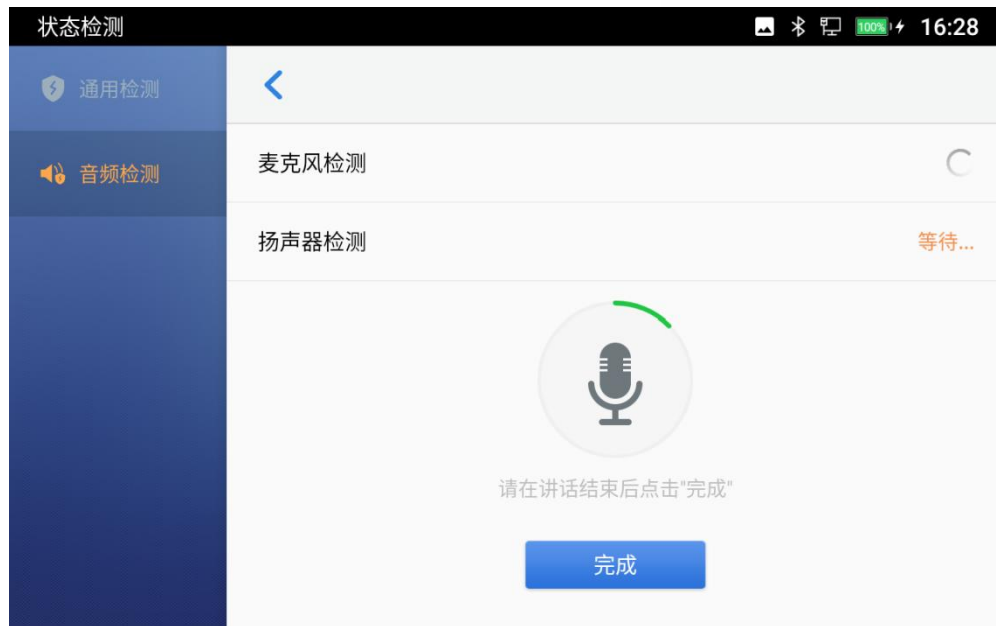 状态检测
100%
16:28
通用检测
音频检测
麦克风检测
扬声器检测
等待...
请在讲话结束后点击"完成"
完成